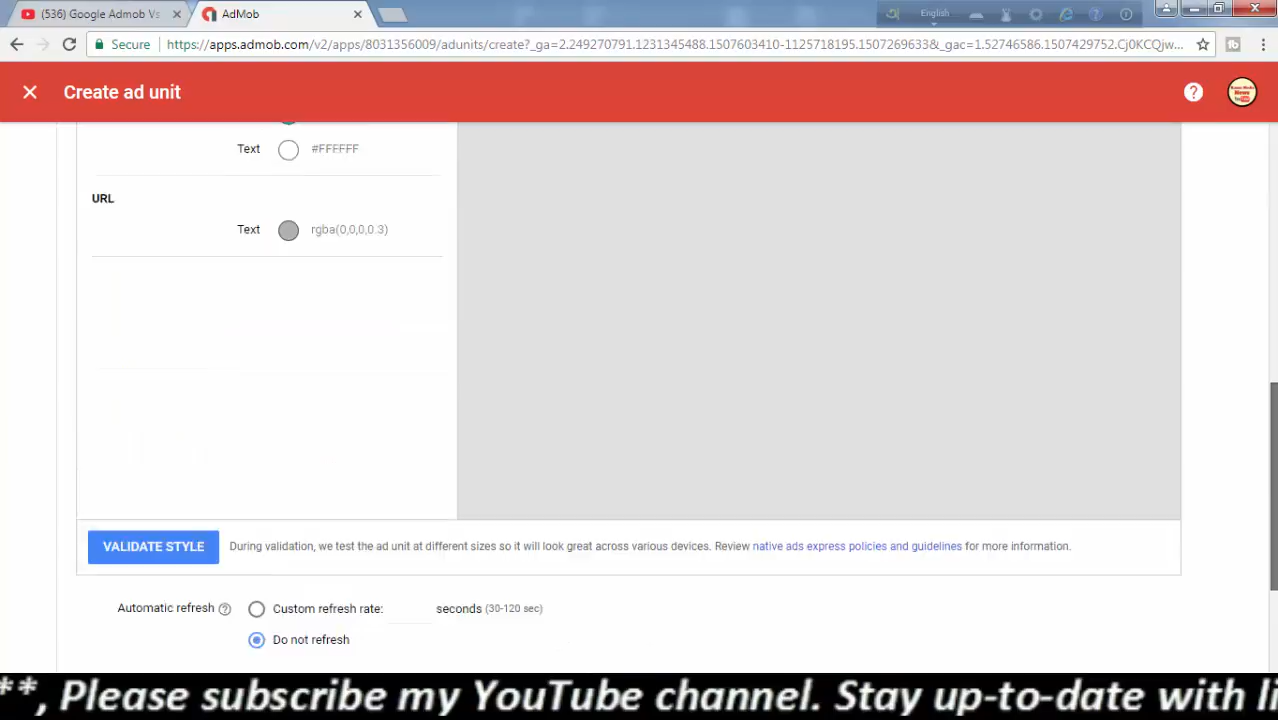 (536) Google Admob Vs
AdMob
English
Secure
https://apps.admob.com/v2/apps/8031356009/adunits/create?_ga=2.249270791.1231345488.1507603410-1125718195.1507269633&_gac=1.52746586.1507429752.Cj0KCQjw...
Create ad unit
Text
#FFFFFF
URL
Text
rgba(0,0,0,0.3)
VALIDATE STYLE
During validation, we test the ad unit at different sizes so it will look great across various devices. Review native ads express policies and guidelines for more information.
Automatic refresh
Custom refresh rate:
seconds (30-120 sec)
Do not refresh
**, Please subscribe my YouTube channel. Stay up-to-date with li